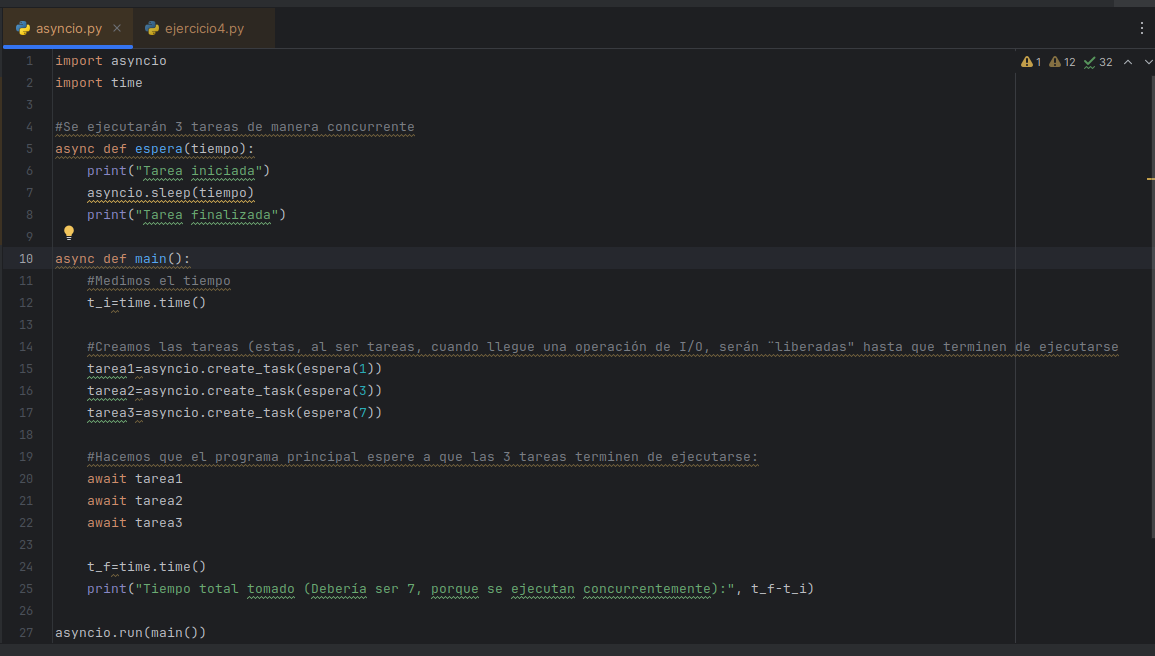 asyncio.py × ejercicio4.py
1 import asyncio 1 12 32
2 import time
3
4 #Se ejecutarán 3 tareas de manera concurrente
5 async def espera(tiempo):
6 print("Tarea iniciada")
7 asyncio.sleep(tiempo)
8 print("Tarea finalizada")
9
10 async def main():
11 #Medimos el tiempo
12 t_i=time.time()
13
14 #Creamos las tareas (estas, al ser tareas, cuando llegue una operación de I/O, serán ¨liberadas" hasta que terminen de ejecutarse
15 tarea1=asyncio.create_task(espera(1))
16 tarea2=asyncio.create_task(espera(3))
17 tarea3=asyncio.create_task(espera(7))
18
19 #Hacemos que el programa principal espere a que las 3 tareas terminen de ejecutarse:
20 await tarea1
21 await tarea2
22 await tarea3
23
24 t_f=time.time()
25 print("Tiempo total tomado (Debería ser 7, porque se ejecutan concurrentemente):", t_f-t_i)
26
27 asyncio.run(main())